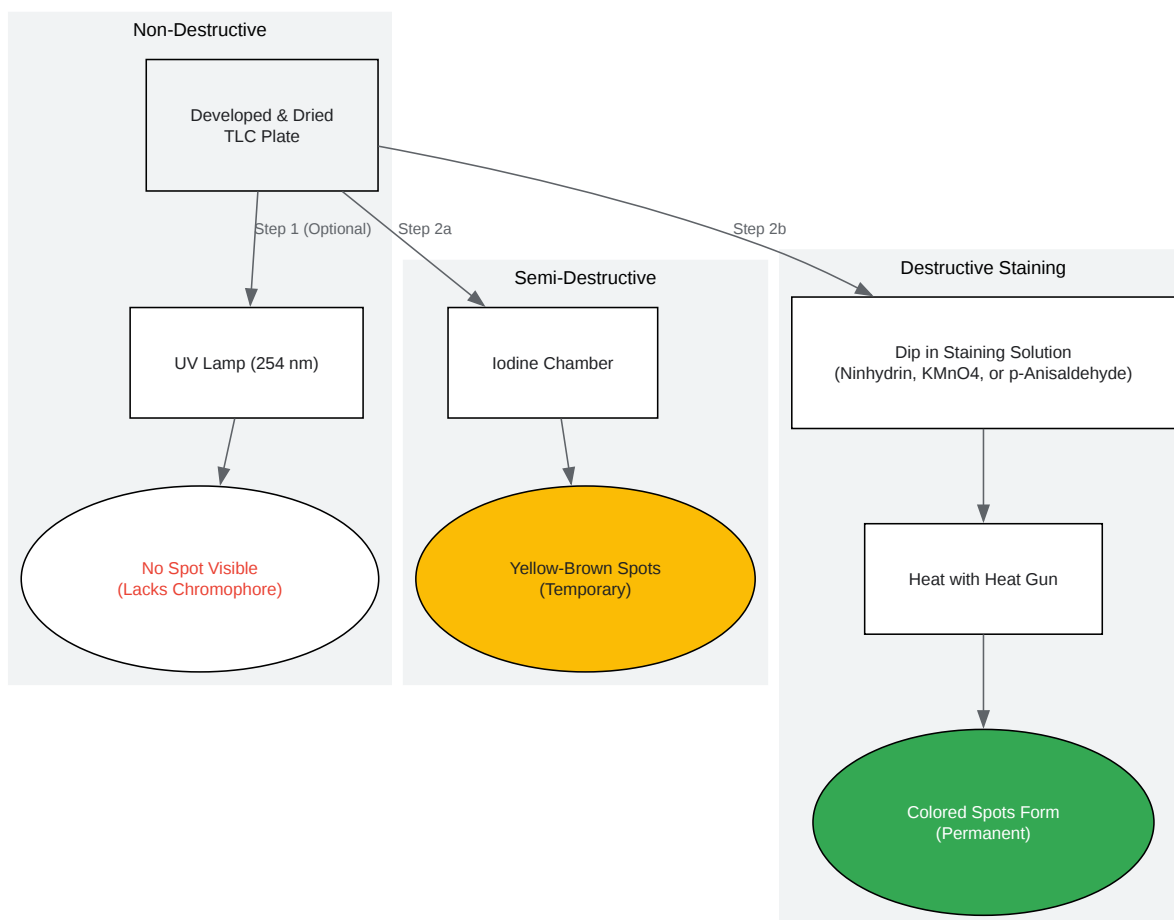 Non-Destructive
Developed & Dried
TLC Plate
Step 1 (Optional)
Step 2a
Step 2b
Semi-Destructive
Destructive Staining
UV Lamp (254 nm)
Iodine Chamber
Dip in Staining Solution
(Ninhydrin, KMnO4, or p-Anisaldehyde)
No Spot Visible
(Lacks Chromophore)
Yellow-Brown Spots
(Temporary)
Heat with Heat Gun
Colored Spots Form
(Permanent)